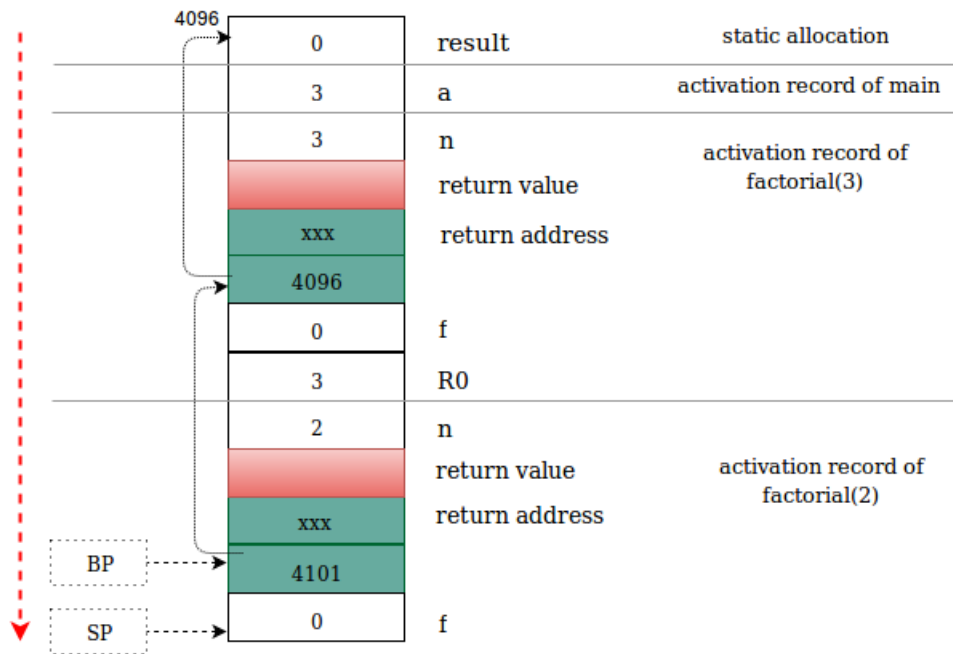 4096
0 result static allocation
3 a activation record of main
3 n
activation record of
factorial(3)
return value
xxx return address
4096
0 f
3 R0
2 n
return value
activation record of
factorial(2)
xxx return address
BP 4101
SP 0 f